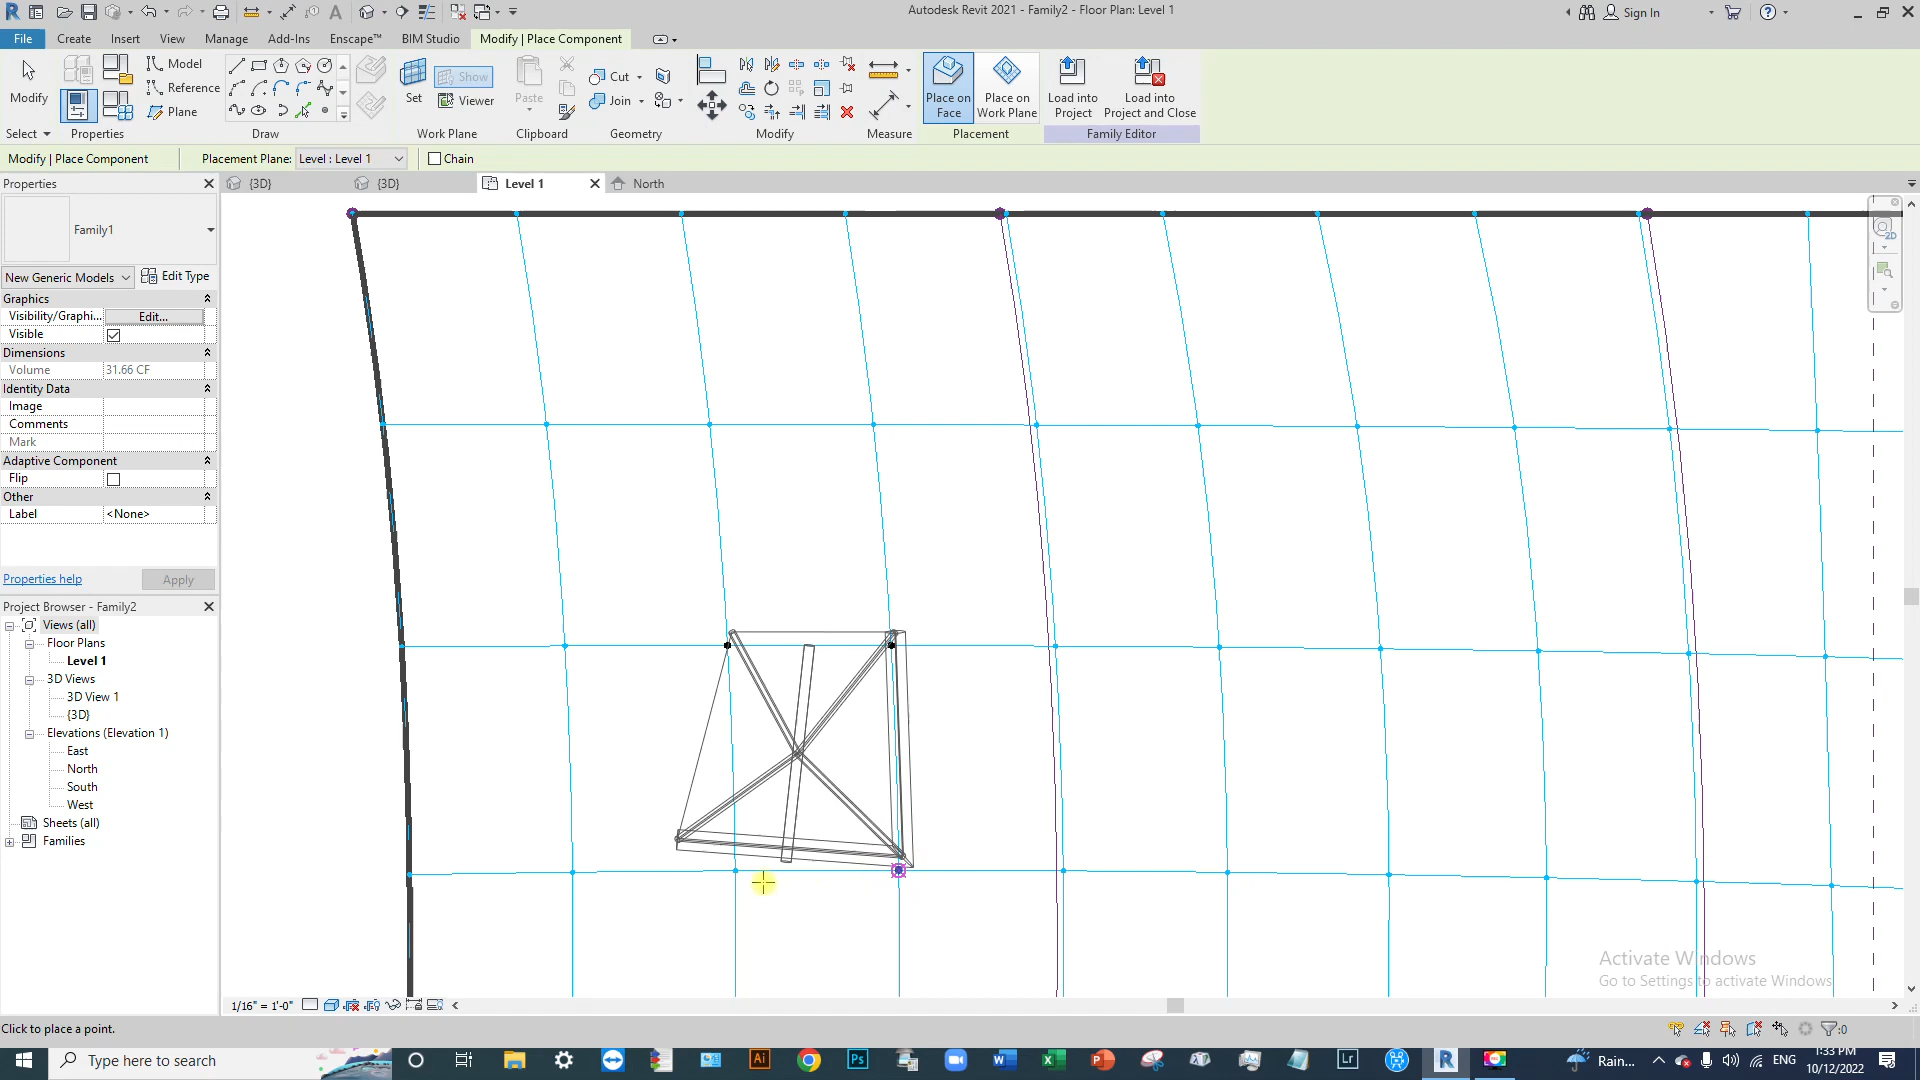 Autodesk Revit 2021 - Family2 - Floor Plan: Level 1
Sign In
File Create Insert View Manage Add-Ins Enscape™ BIM Studio Modify | Place Component
Modify
Select
Properties
Model
Reference
Plane
Draw
Set
Show
Viewer
Work Plane
Paste
Clipboard
Cut
Join
Geometry
Modify
Measure
Place on Face
Place on Work Plane
Placement
Load into Project
Load into Project and Close
Family Editor
Modify | Place Component Placement Plane: Level : Level 1 Chain
Properties
{3D} {3D} Level 1 North
Family1
New Generic Models Edit Type
Graphics
Visibility/Graphi... Edit...
Visible
Dimensions
Volume 31.66 CF
Identity Data
Image
Comments
Mark
Adaptive Component
Flip
Other
Label <None>
Properties help Apply
Project Browser - Family2
Views (all)
Floor Plans
Level 1
3D Views
3D View 1
{3D}
Elevations (Elevation 1)
East
North
South
West
Sheets (all)
Families
2D
Activate Windows
Go to Settings to activate Windows.
1/16" = 1'-0"
Click to place a point.
:0
Type here to search
Rain...
ENG
1:33 PM
10/12/2022